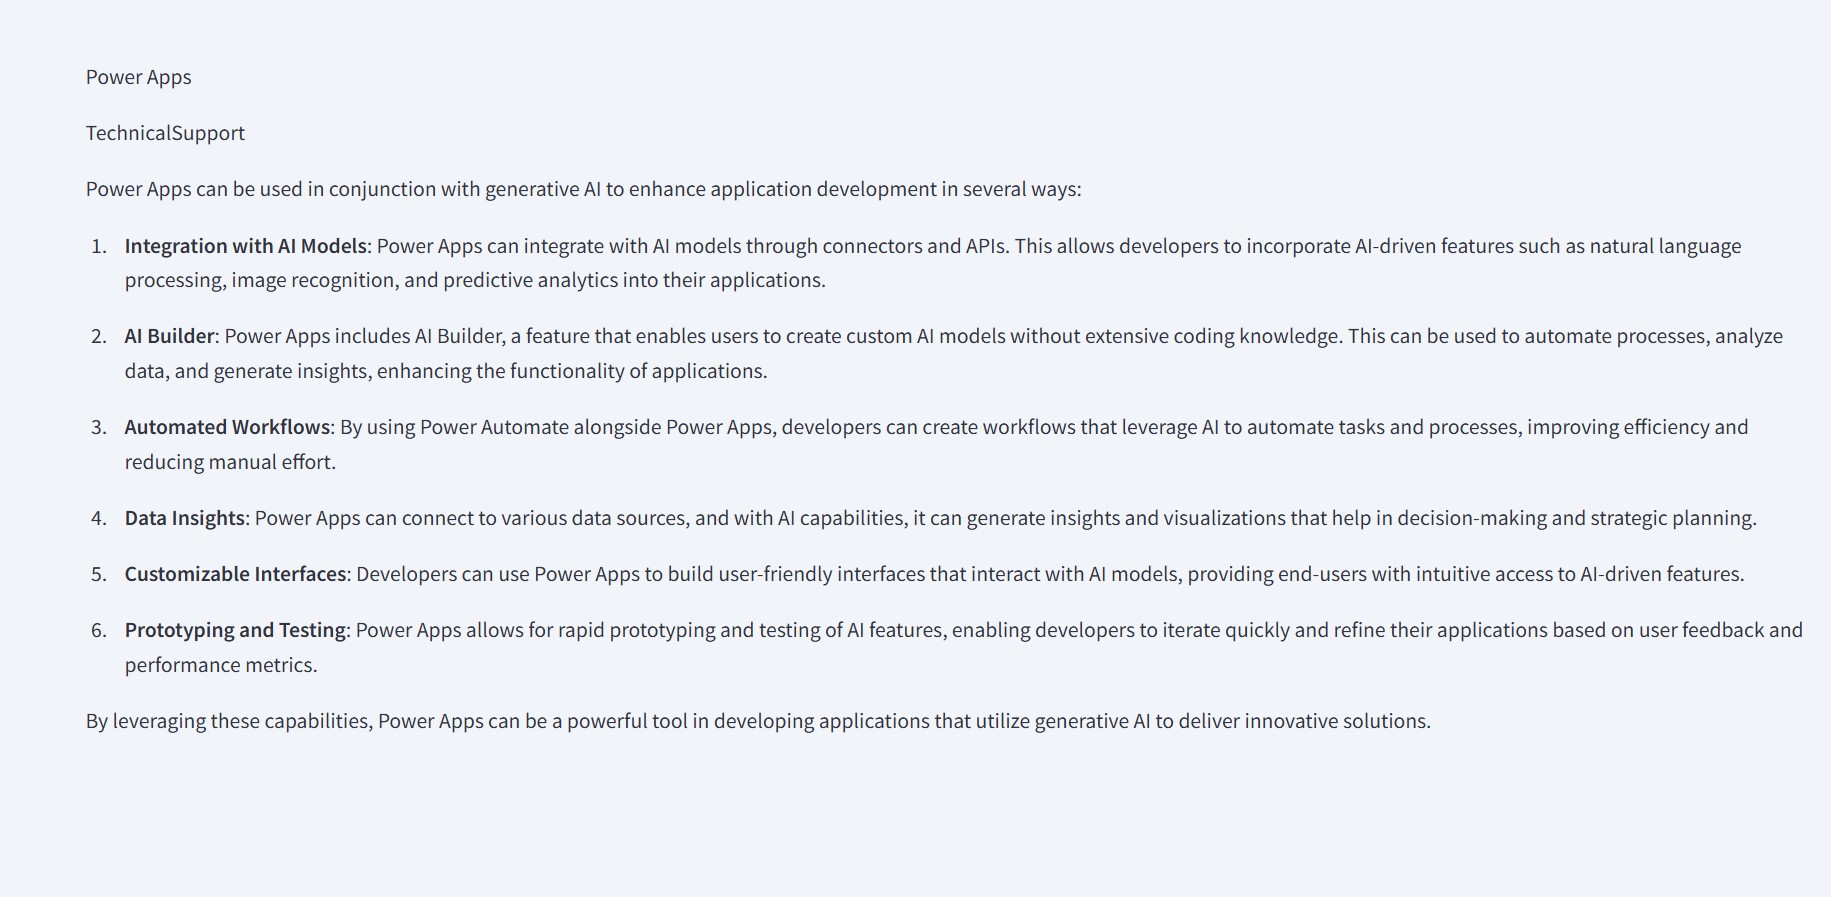 Power Apps
TechnicalSupport
Power Apps can be used in conjunction with generative AI to enhance application development in several ways:
1. Integration with AI Models: Power Apps can integrate with AI models through connectors and APIs. This allows developers to incorporate AI-driven features such as natural language
processing, image recognition, and predictive analytics into their applications.
2. AI Builder: Power Apps includes AI Builder, a feature that enables users to create custom AI models without extensive coding knowledge. This can be used to automate processes, analyze
data, and generate insights, enhancing the functionality of applications.
3. Automated Workflows: By using Power Automate alongside Power Apps, developers can create workflows that leverage AI to automate tasks and processes, improving efficiency and
reducing manual effort.
4. Data Insights: Power Apps can connect to various data sources, and with AI capabilities, it can generate insights and visualizations that help in decision-making and strategic planning.
5. Customizable Interfaces: Developers can use Power Apps to build user-friendly interfaces that interact with AI models, providing end-users with intuitive access to AI-driven features.
6. Prototyping and Testing: Power Apps allows for rapid prototyping and testing of AI features, enabling developers to iterate quickly and refine their applications based on user feedback and
performance metrics.
By leveraging these capabilities, Power Apps can be a powerful tool in developing applications that utilize generative AI to deliver innovative solutions.